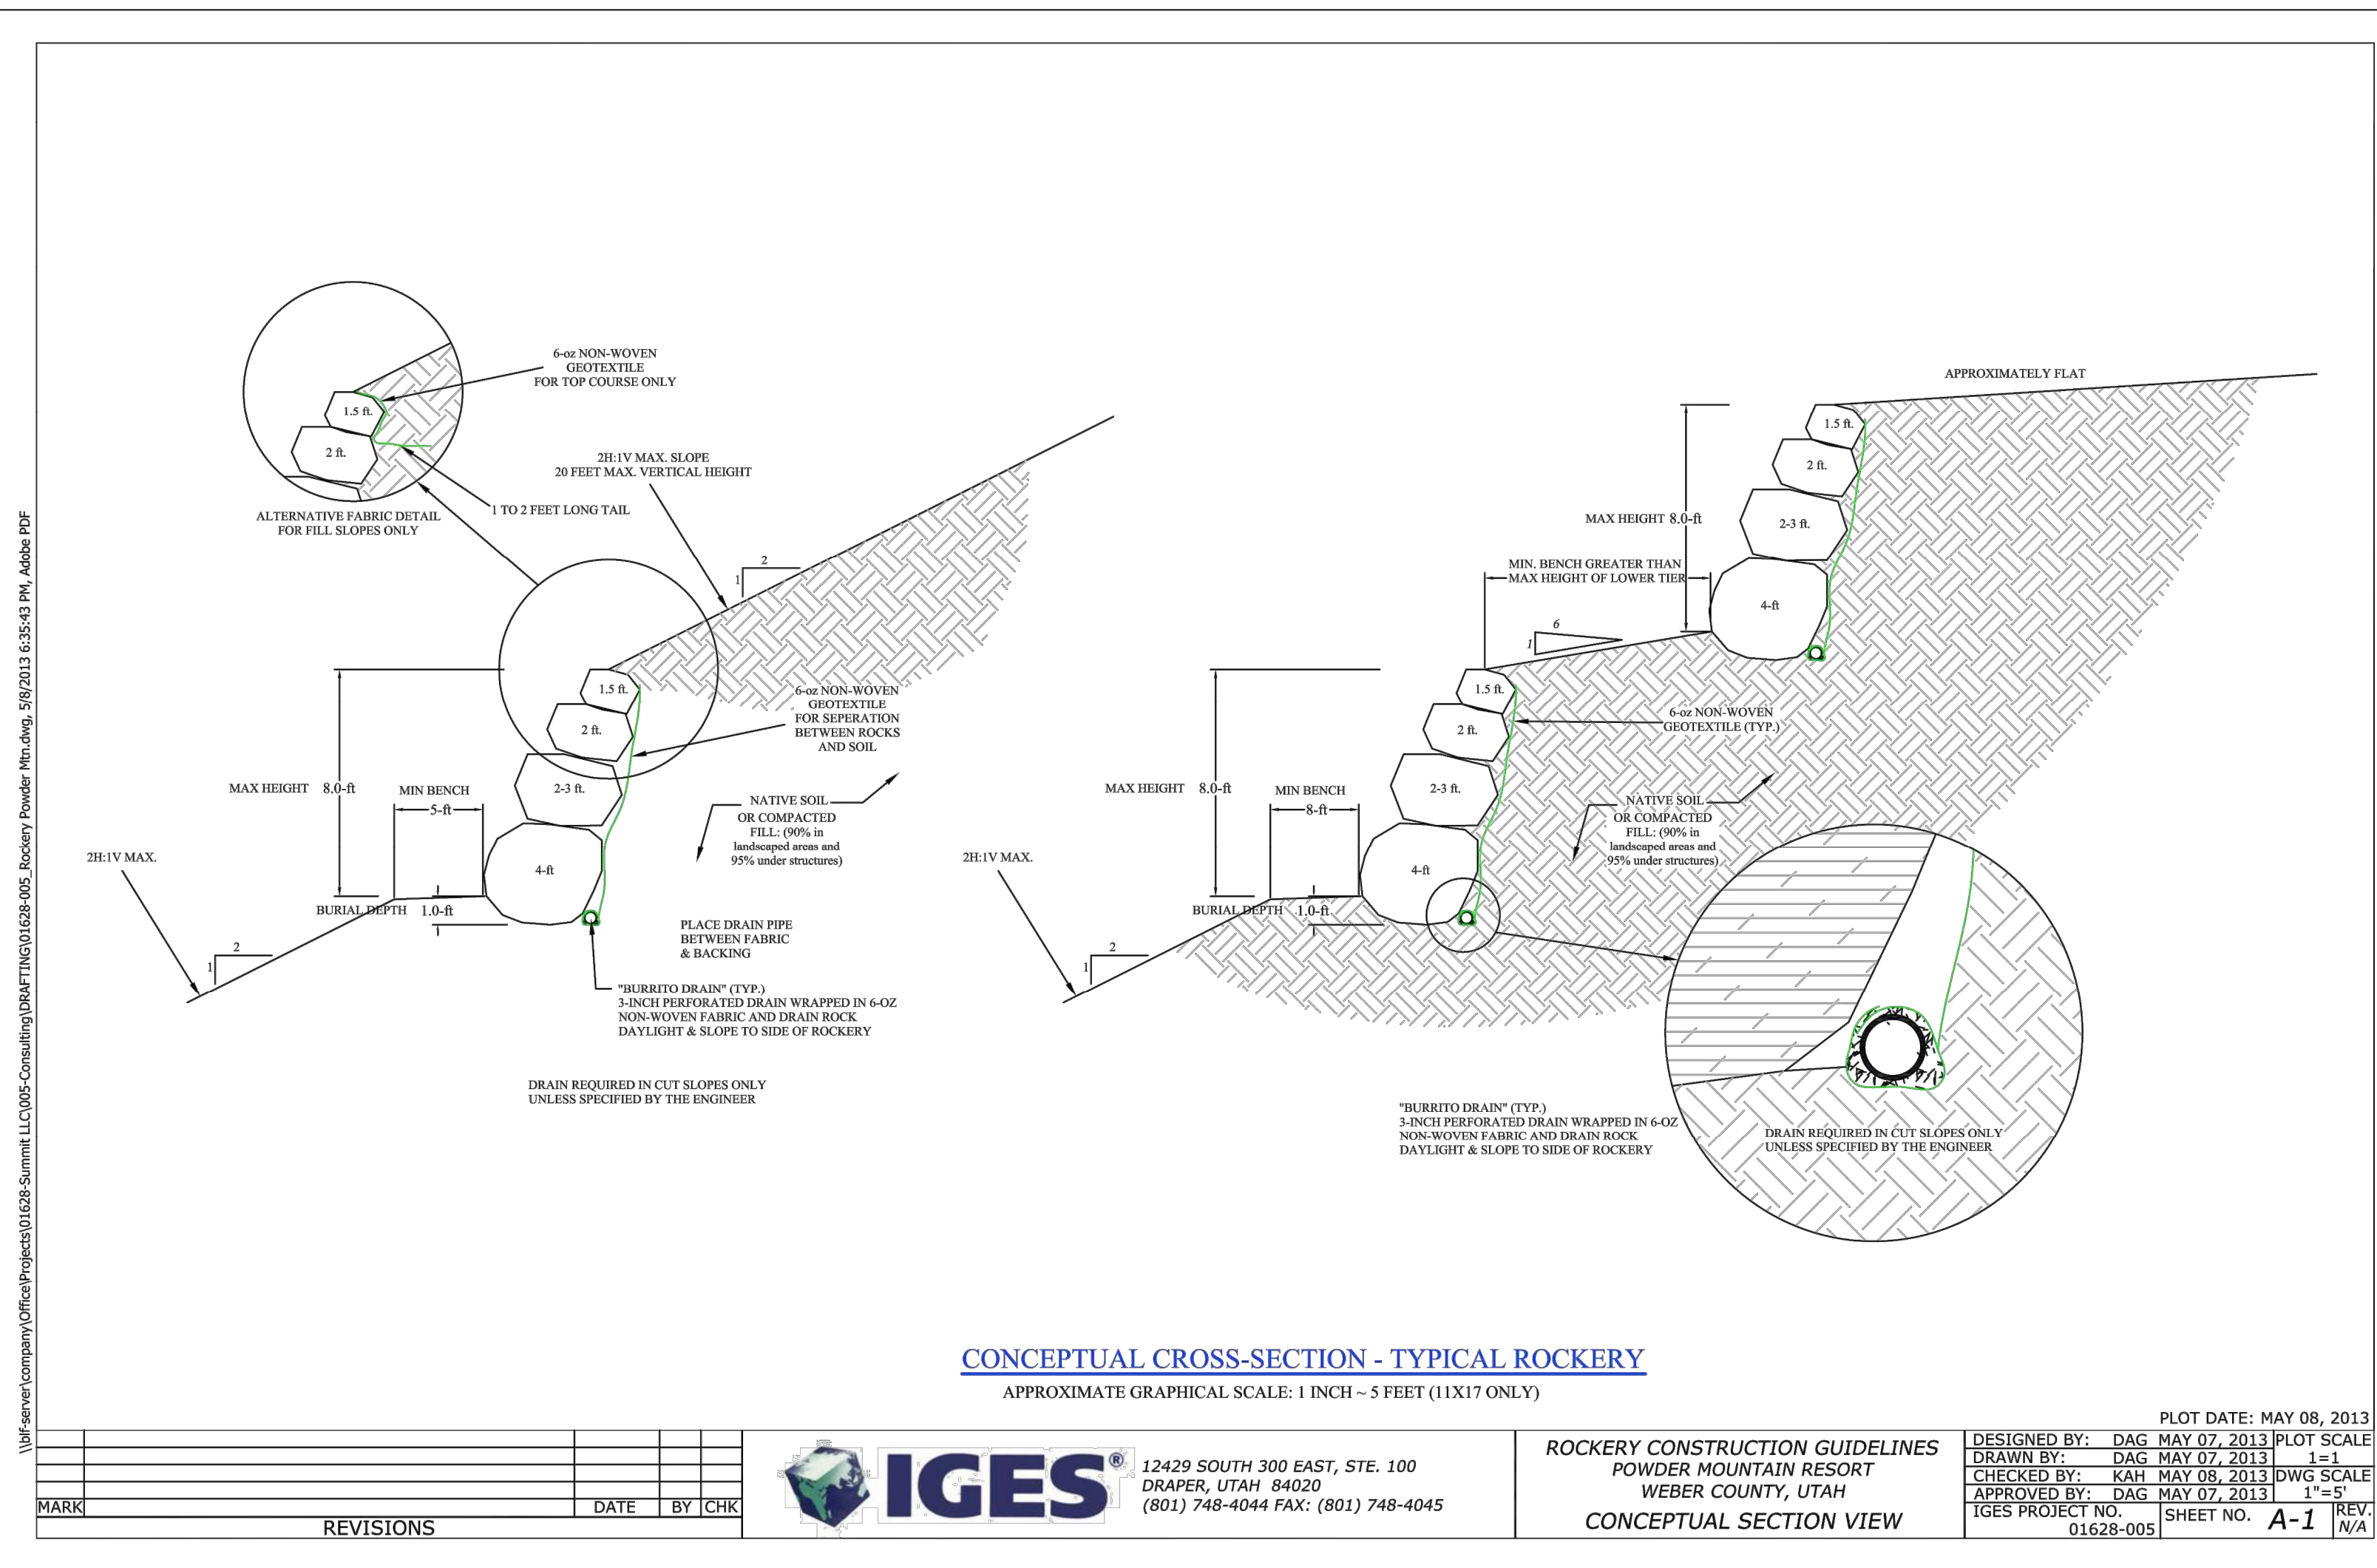 \\blf-server\company\Office\Projects\01628-Summit LLC\005-Consulting\DRAFTING\01628-005_Rockery Powder Mtn.dwg, 5/8/2013 6:35:43 PM, Adobe PDF
6-oz NON-WOVEN
GEOTEXTILE
FOR TOP COURSE ONLY
1.5 ft.
2 ft.
1 TO 2 FEET LONG TAIL
ALTERNATIVE FABRIC DETAIL
FOR FILL SLOPES ONLY
2H:1V MAX. SLOPE
20 FEET MAX. VERTICAL HEIGHT
2
1
1.5 ft.
2 ft.
2-3 ft.
4-ft
6-oz NON-WOVEN
GEOTEXTILE
FOR SEPERATION
BETWEEN ROCKS
AND SOIL
MAX HEIGHT 8.0-ft
MIN BENCH
5-ft
NATIVE SOIL
OR COMPACTED
FILL: (90% in
landscaped areas and
95% under structures)
2H:1V MAX.
BURIAL DEPTH 1.0-ft
2
1
PLACE DRAIN PIPE
BETWEEN FABRIC
& BACKING
"BURRITO DRAIN" (TYP.)
3-INCH PERFORATED DRAIN WRAPPED IN 6-OZ
NON-WOVEN FABRIC AND DRAIN ROCK
DAYLIGHT & SLOPE TO SIDE OF ROCKERY
DRAIN REQUIRED IN CUT SLOPES ONLY
UNLESS SPECIFIED BY THE ENGINEER
APPROXIMATELY FLAT
1.5 ft.
2 ft.
2-3 ft.
4-ft
MAX HEIGHT 8.0-ft
MIN. BENCH GREATER THAN
MAX HEIGHT OF LOWER TIER
6
1
1.5 ft.
2 ft.
2-3 ft.
4-ft
6-oz NON-WOVEN
GEOTEXTILE (TYP.)
MAX HEIGHT 8.0-ft
MIN BENCH
8-ft
NATIVE SOIL
OR COMPACTED
FILL: (90% in
landscaped areas and
95% under structures)
2H:1V MAX.
BURIAL DEPTH 1.0-ft
2
1
"BURRITO DRAIN" (TYP.)
3-INCH PERFORATED DRAIN WRAPPED IN 6-OZ
NON-WOVEN FABRIC AND DRAIN ROCK
DAYLIGHT & SLOPE TO SIDE OF ROCKERY
DRAIN REQUIRED IN CUT SLOPES ONLY
UNLESS SPECIFIED BY THE ENGINEER
CONCEPTUAL CROSS-SECTION - TYPICAL ROCKERY
APPROXIMATE GRAPHICAL SCALE: 1 INCH ~ 5 FEET (11X17 ONLY)
PLOT DATE: MAY 08, 2013
MARK DATE BY CHK
REVISIONS
IGES®
12429 SOUTH 300 EAST, STE. 100
DRAPER, UTAH 84020
(801) 748-4044 FAX: (801) 748-4045
ROCKERY CONSTRUCTION GUIDELINES
POWDER MOUNTAIN RESORT
WEBER COUNTY, UTAH
CONCEPTUAL SECTION VIEW
DESIGNED BY: DAG MAY 07, 2013 PLOT SCALE
DRAWN BY: DAG MAY 07, 2013 1=1
CHECKED BY: KAH MAY 08, 2013 DWG SCALE
APPROVED BY: DAG MAY 07, 2013 1"=5'
IGES PROJECT NO. SHEET NO. A-1 REV.
01628-005 N/A